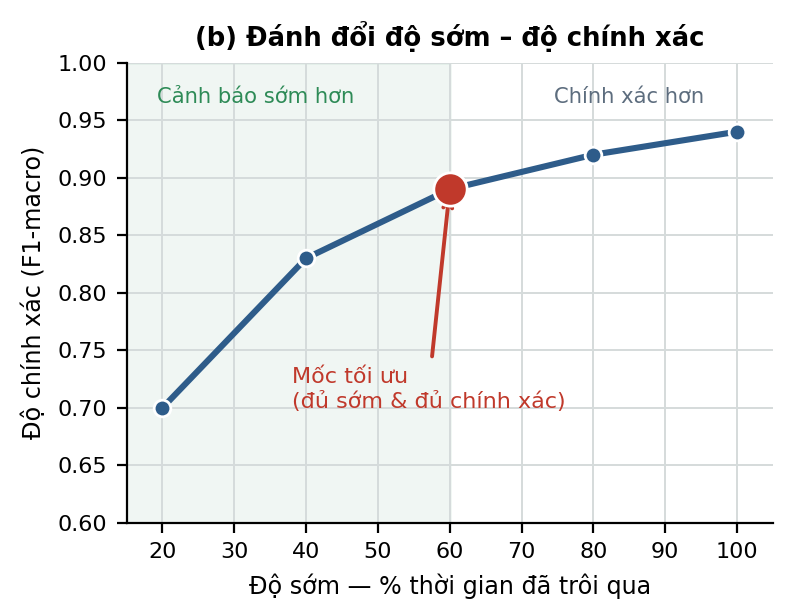 (b) Đánh đổi độ sớm – độ chính xác
Cảnh báo sớm hơn
Chính xác hơn
Độ chính xác (F1-macro)
1.00
0.95
0.90
0.85
0.80
0.75
0.70
0.65
0.60
Mốc tối ưu
(đủ sớm & đủ chính xác)
20 30 40 50 60 70 80 90 100
Độ sớm — % thời gian đã trôi qua